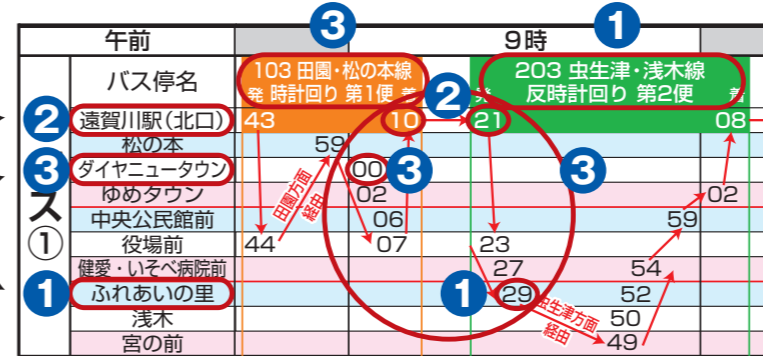 ③ ①
午前 9時
バス停名 103 田園・松の本線 203 虫生津・浅木線
発 時計回り 第1便 着 発 反時計回り 第2便 着
② 遠賀川駅(北口) 43 10 ② 21 08
松の本 59
③ ダイヤニュータウン 00 ③ ③
ゆめタウン 02 02
田園方面
経由
ス
①
中央公民館前 06 59
役場前 44 07 23
健愛・いそべ病院前 27 54
① ふれあいの里 ① 29 52
虫生津方面
経由
浅木 50
宮の前 49